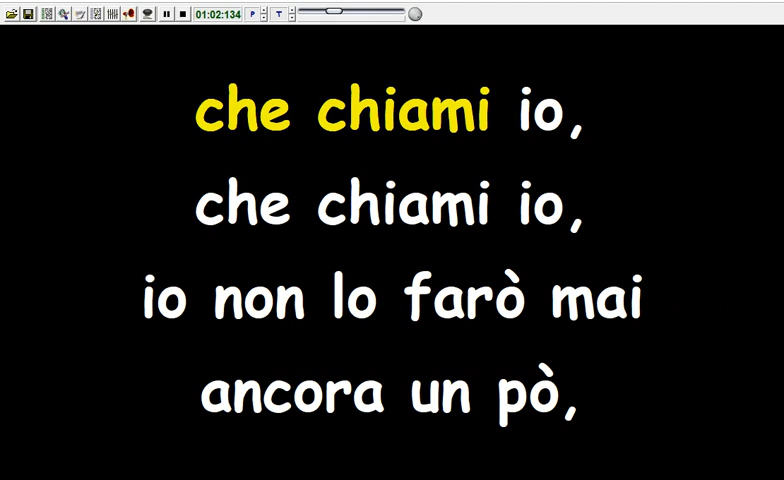 01:02:134
P
T
che chiami io,
che chiami io,
io non lo farò mai
ancora un pò,